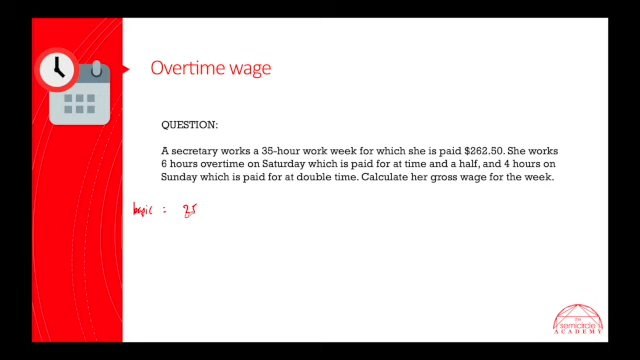 Overtime wage
QUESTION:
A secretary works a 35-hour work week for which she is paid $262.50. She works
6 hours overtime on Saturday which is paid for at time and a half, and 4 hours on
Sunday which is paid for at double time. Calculate her gross wage for the week.
basic : 25
the
semicircle
ACADEMY